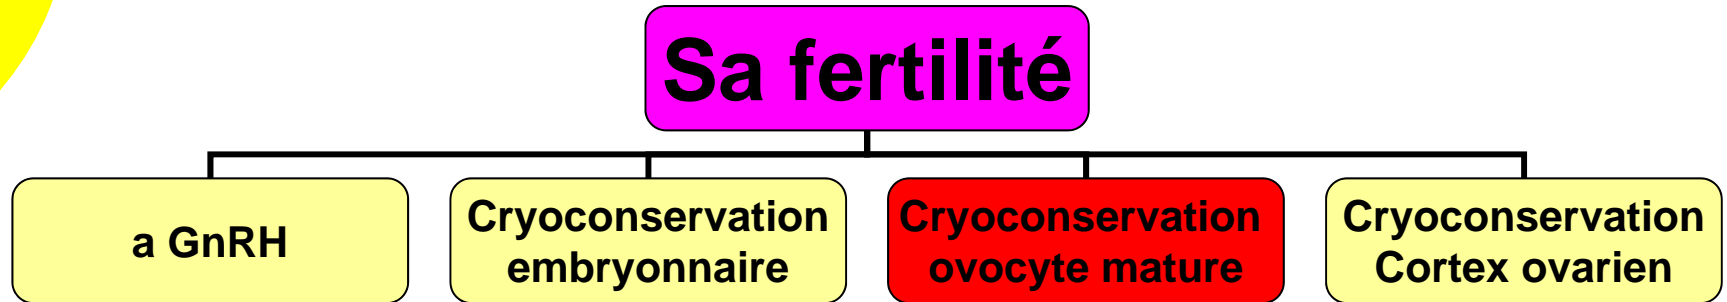 Sa fertilité
a GnRH
Cryoconservation
embryonnaire
Cryoconservation
ovocyte mature
Cryoconservation
Cortex ovarien